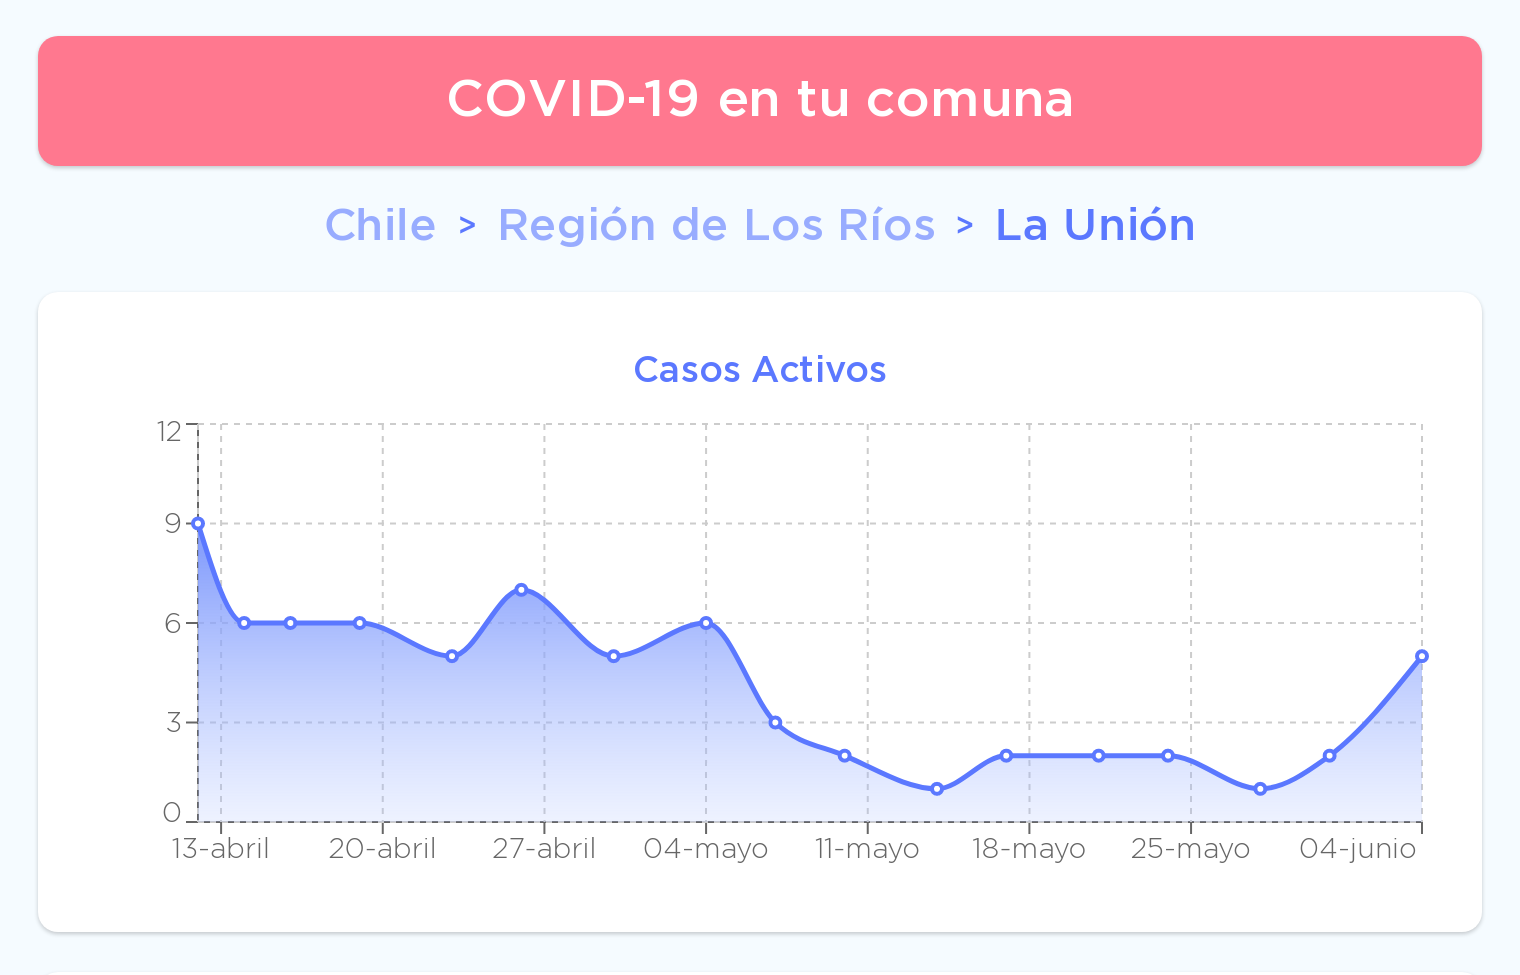 COVID-19 en tu comuna
Chile > Región de Los Ríos > La Unión
Casos Activos
12
9
6
3
0
13-abril 20-abril 27-abril 04-mayo 11-mayo 18-mayo 25-mayo 04-junio